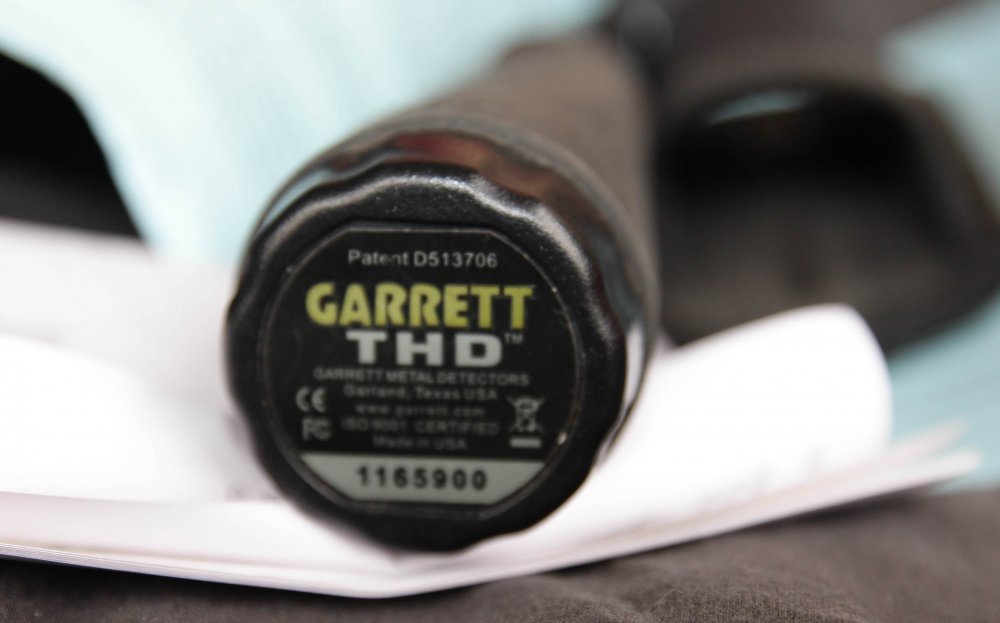 Patent D513706
GARRETT
THD™
GARRETT METAL DETECTORS
Garland, Texas USA
www.garrett.com
CE
FC ISO 9001 CERTIFIED
Made in USA
1165900